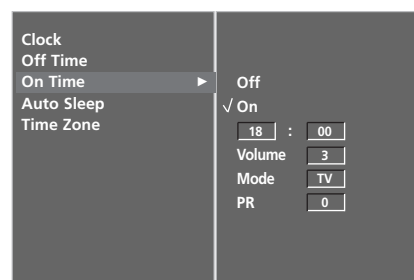 Clock
Off Time
On Time ►
Auto Sleep
Time Zone
Off
√ On
18 : 00
Volume 3
Mode TV
PR 0